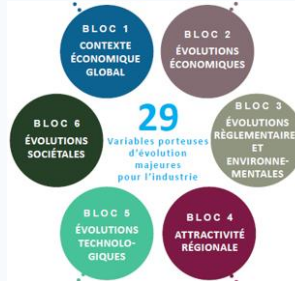 BLOC 1
CONTEXTE
ÉCONOMIQUE
GLOBAL
BLOC 2
ÉVOLUTIONS
ÉCONOMIQUES
BLOC 3
ÉVOLUTIONS
RÈGLEMENTAIRES
ET
ENVIRONNE-
MENTALES
BLOC 4
ATTRACTIVITÉ
RÉGIONALE
BLOC 5
ÉVOLUTIONS
TECHNOLO-
GIQUES
BLOC 6
ÉVOLUTIONS
SOCIÉTALES
29
Variables porteuses
d'évolution
majeures
pour l'industrie